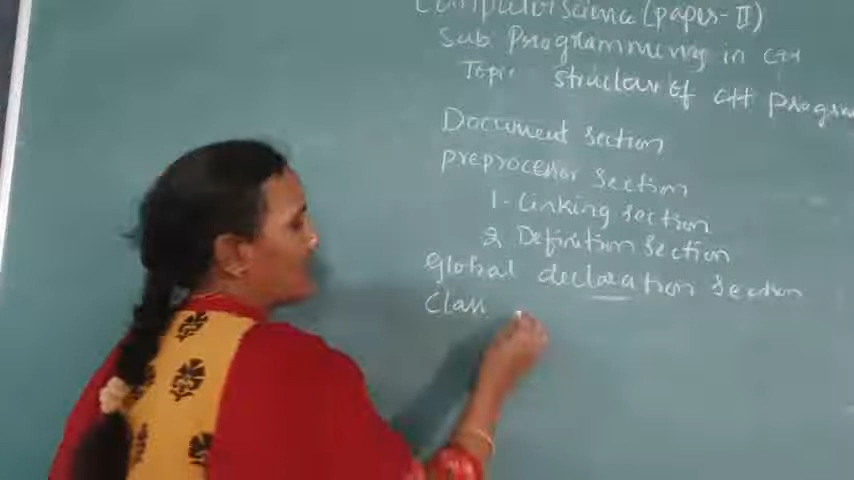 Computer Science (paper-II)
Sub Programming in C++
Topic structure of C++ Program
Document section
preprocessor section
1. Linking section
2 Definition section
Global declaration section
Class